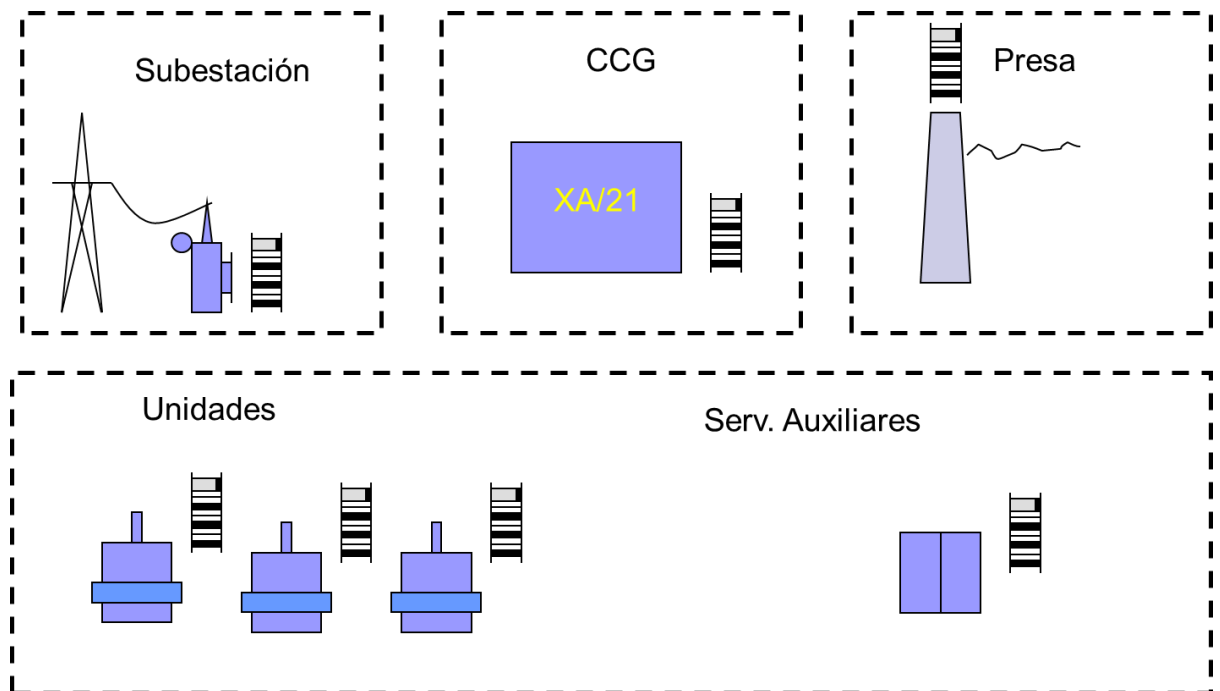 Subestación
CCG
Presa
XA/21
Unidades
Serv. Auxiliares